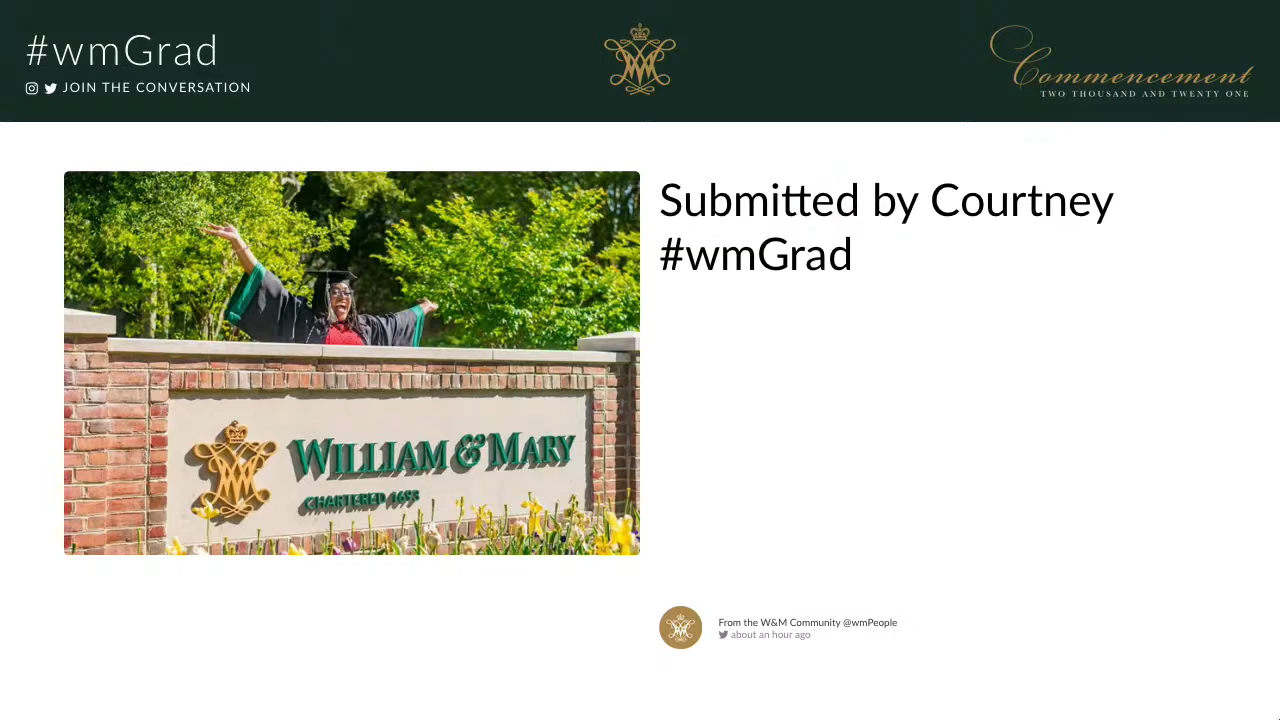 #wmGrad
JOIN THE CONVERSATION
Commencement
TWO THOUSAND AND TWENTY ONE
Submitted by Courtney
#wmGrad
WILLIAM & MARY
CHARTERED 1693
From the W&M Community @wmPeople
about an hour ago